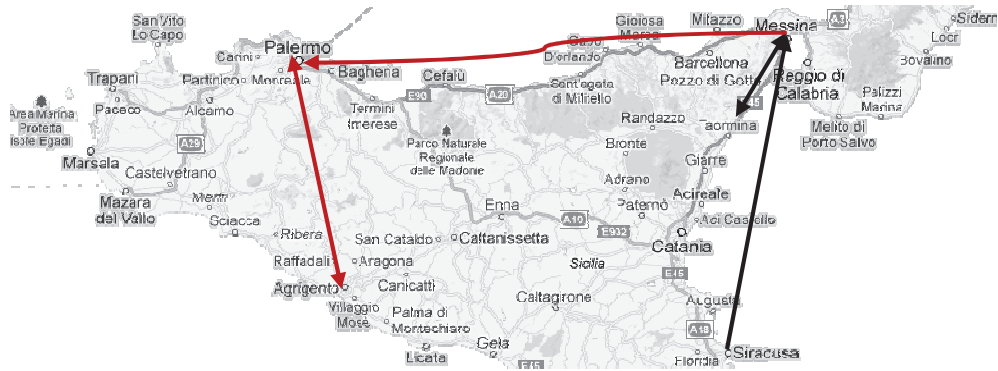 San Vito
Lo Capo
Palermo
Carini
Partinico
Monreale
Bagheria
Trapani
Paceco
Alcamo
Area Marina
Protetta
Isole Egadi
Marsala
A29
Castelvetrano
Mazara
del Vallo
Menfi
Sciacca
Ribera
Cefalù
Termini
Imerese
E90
A20
Parco Naturale
Regionale
delle Madonie
Sant'agata
di Militello
Capo
D'orlando
Gioiosa
Marea
Milazzo
Messina
A3
Barcellona
Pozzo di Gotto
Reggio di
Calabria
Sidern
Locri
Bovalino
Palizzi
Marina
Melito di
Porto Salvo
E45
Taormina
Randazzo
Bronte
Giarre
Adrano
Acireale
Paternò
Aci Castello
Enna
A19
E932
Catania
San Cataldo
Caltanissetta
Sicilia
E45
Raffadali
Aragona
Agrigento
Canicattì
Villaggio
Mosè
Palma di
Montechiaro
Caltagirone
Augusta
A18
Licata
Gela
E45
Floridia
Siracusa